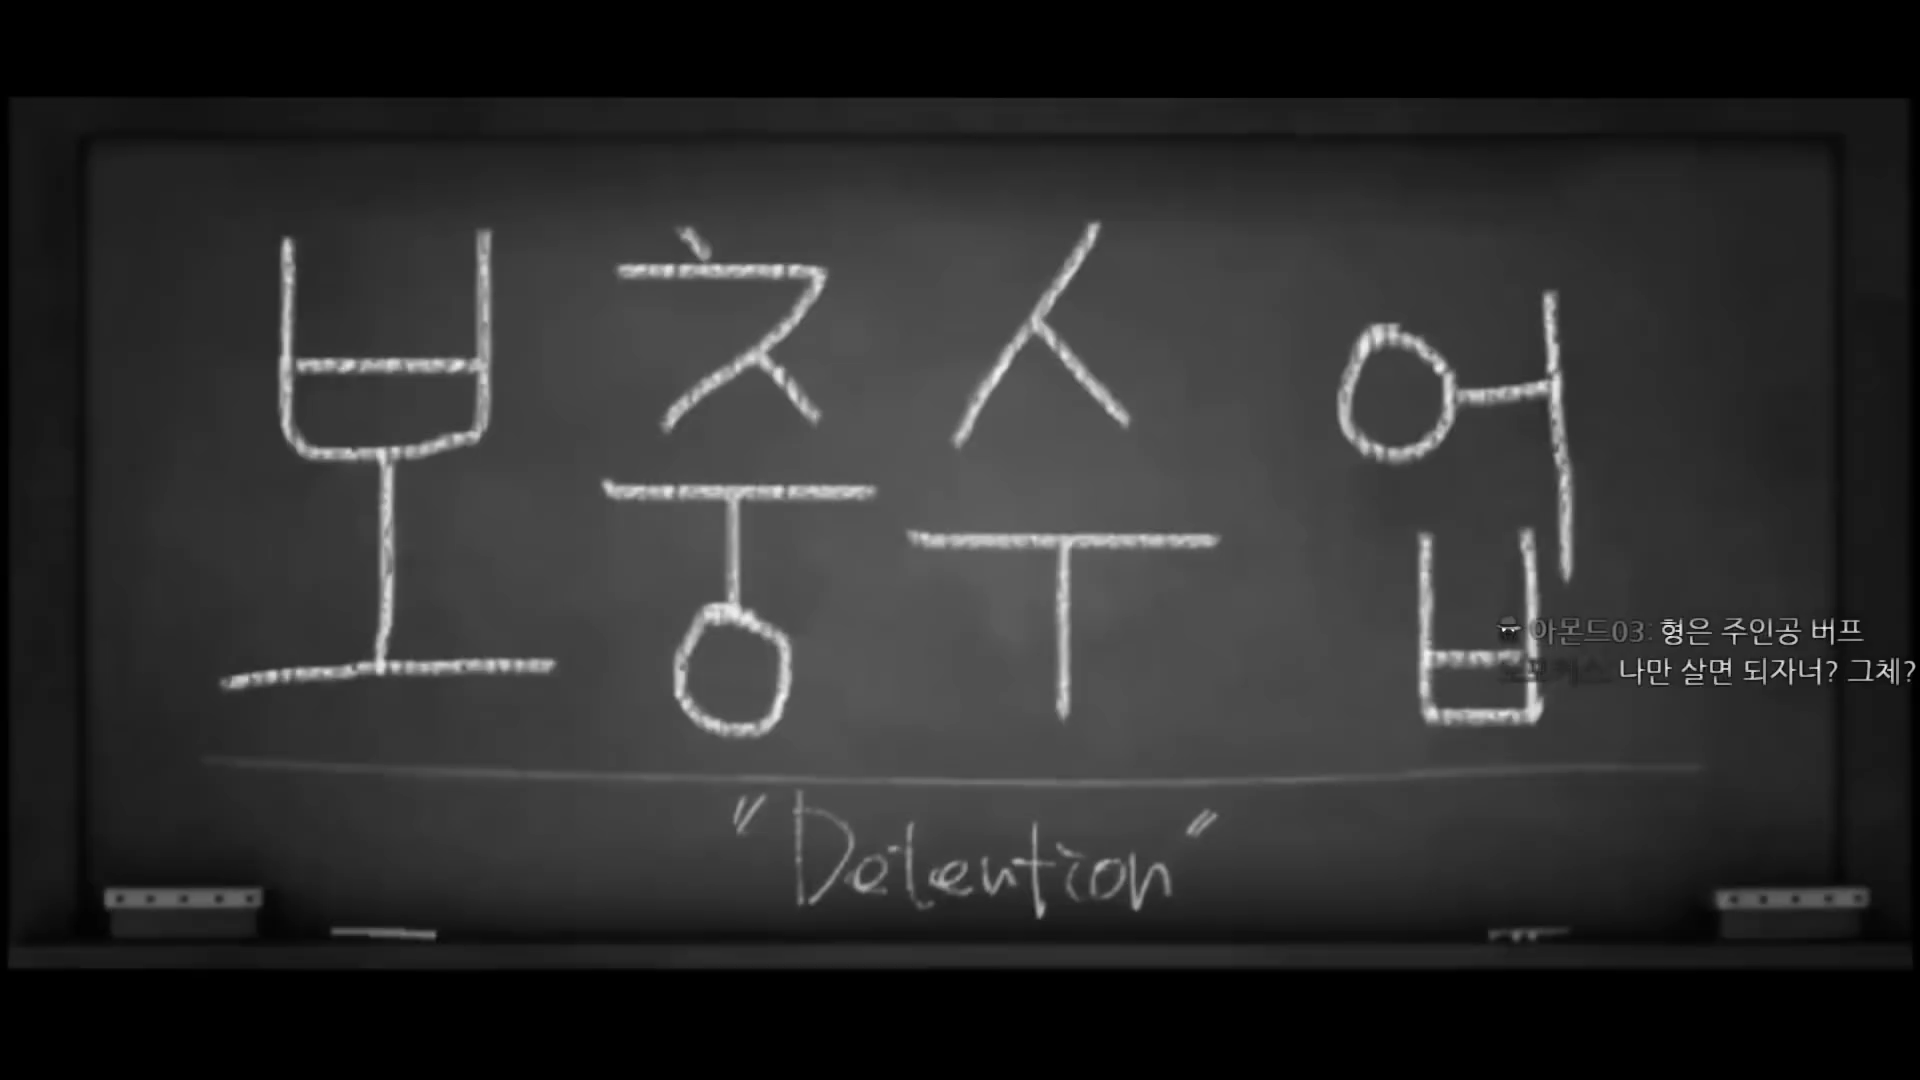 보충수업
"Detention"
아몬드03: 형은 주인공 버프
나만 살면 되자너? 그체?